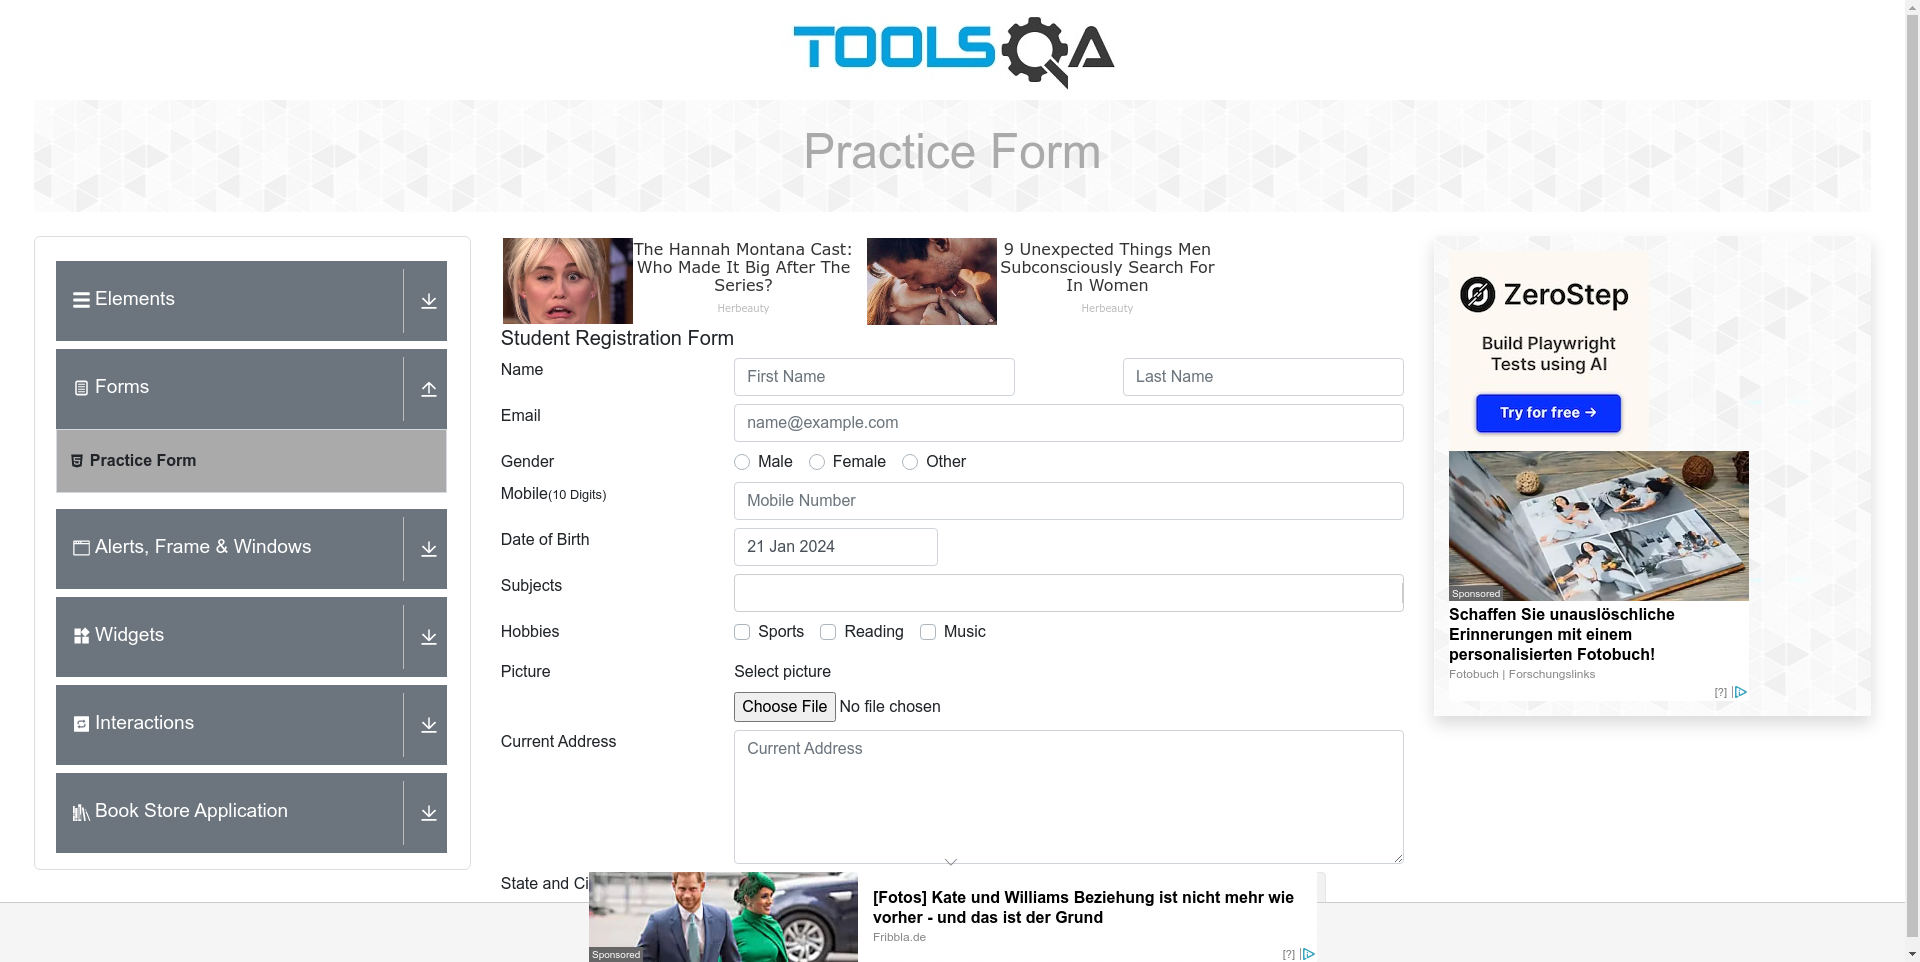 TOOLSQA
Practice Form
Elements
Forms
Practice Form
Alerts, Frame & Windows
Widgets
Interactions
Book Store Application
The Hannah Montana Cast:
Who Made It Big After The
Series?
Herbeauty
9 Unexpected Things Men
Subconsciously Search For
In Women
Herbeauty
Student Registration Form
Name
First Name
Last Name
Email
name@example.com
Gender
Male
Female
Other
Mobile(10 Digits)
Mobile Number
Date of Birth
21 Jan 2024
Subjects
Hobbies
Sports
Reading
Music
Picture
Select picture
Choose File No file chosen
Current Address
Current Address
State and Ci
ZeroStep
Build Playwright
Tests using AI
Try for free →
Sponsored
Schaffen Sie unauslöschliche
Erinnerungen mit einem
personalisierten Fotobuch!
Fotobuch | Forschungslinks
[?]
[Fotos] Kate und Williams Beziehung ist nicht mehr wie
vorher - und das ist der Grund
Fribbla.de
Sponsored
[?]